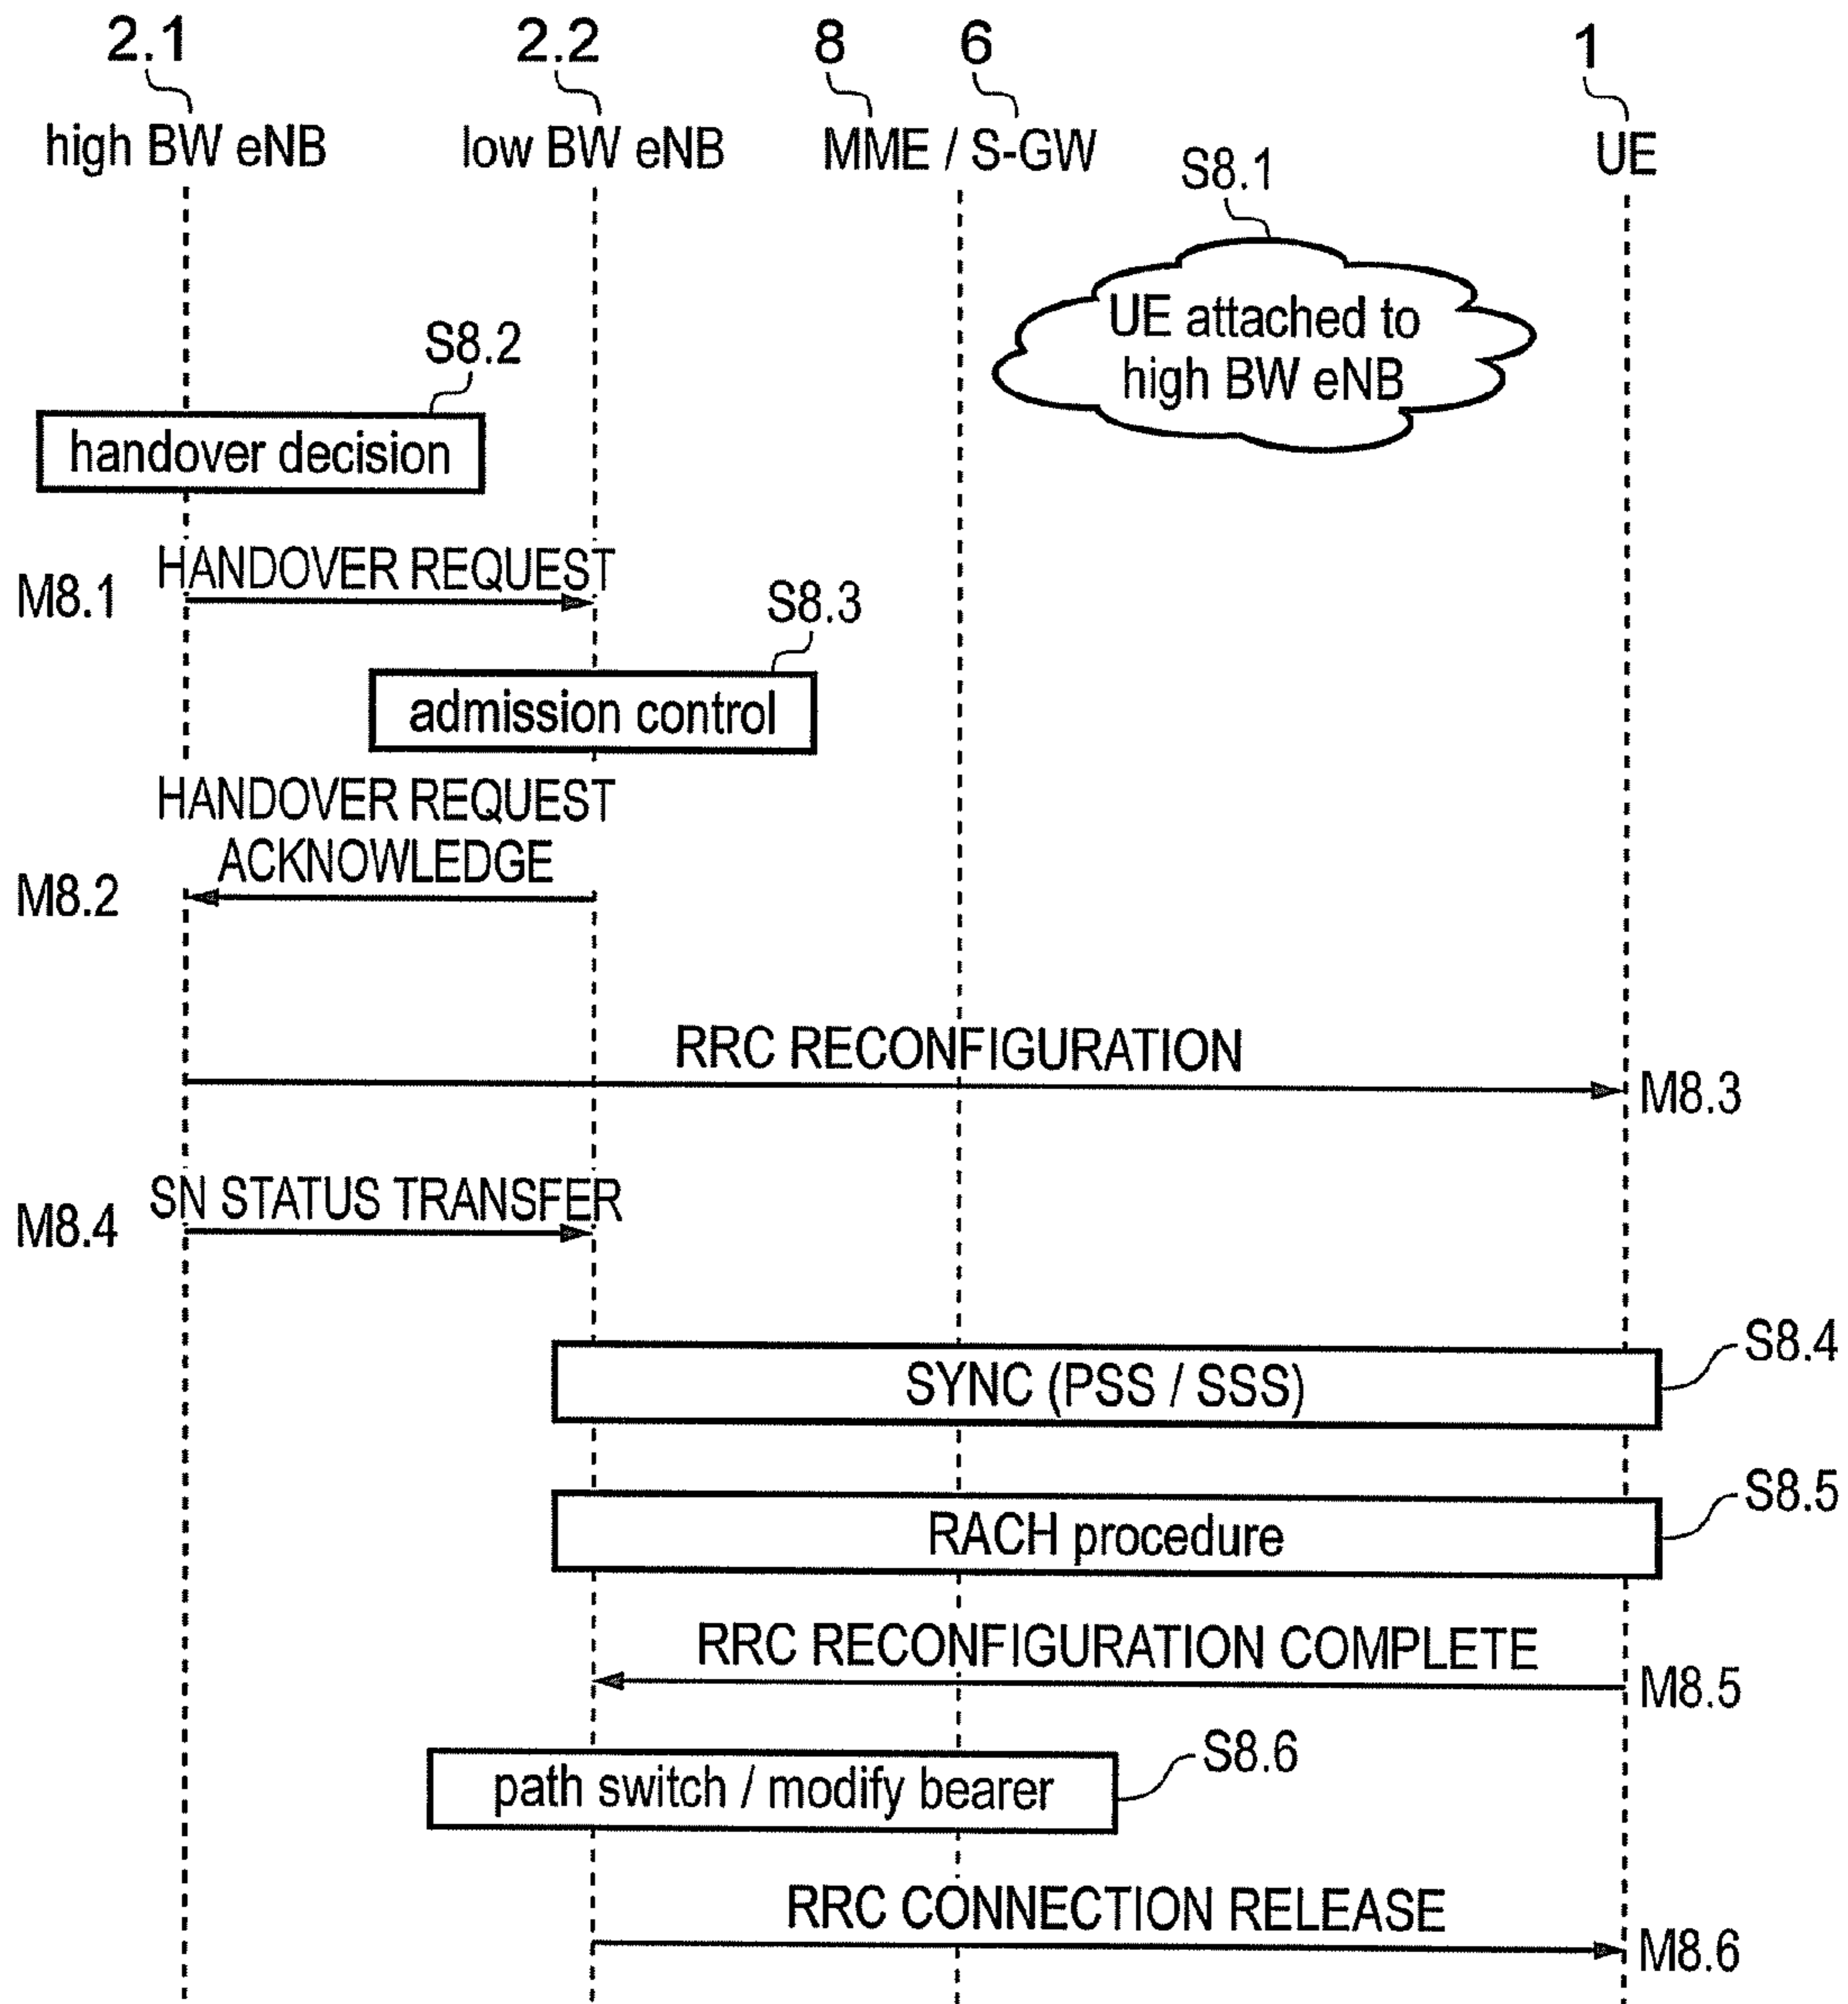 2.1
2.2
8
6
1
high BW eNB
low BW eNB
MME / S-GW
UE
S8.1
UE attached to
high BW eNB
S8.2
handover decision
HANDOVER REQUEST
M8.1
S8.3
admission control
HANDOVER REQUEST
ACKNOWLEDGE
M8.2
RRC RECONFIGURATION
M8.3
SN STATUS TRANSFER
M8.4
S8.4
SYNC (PSS / SSS)
S8.5
RACH procedure
RRC RECONFIGURATION COMPLETE
M8.5
S8.6
path switch / modify bearer
RRC CONNECTION RELEASE
M8.6